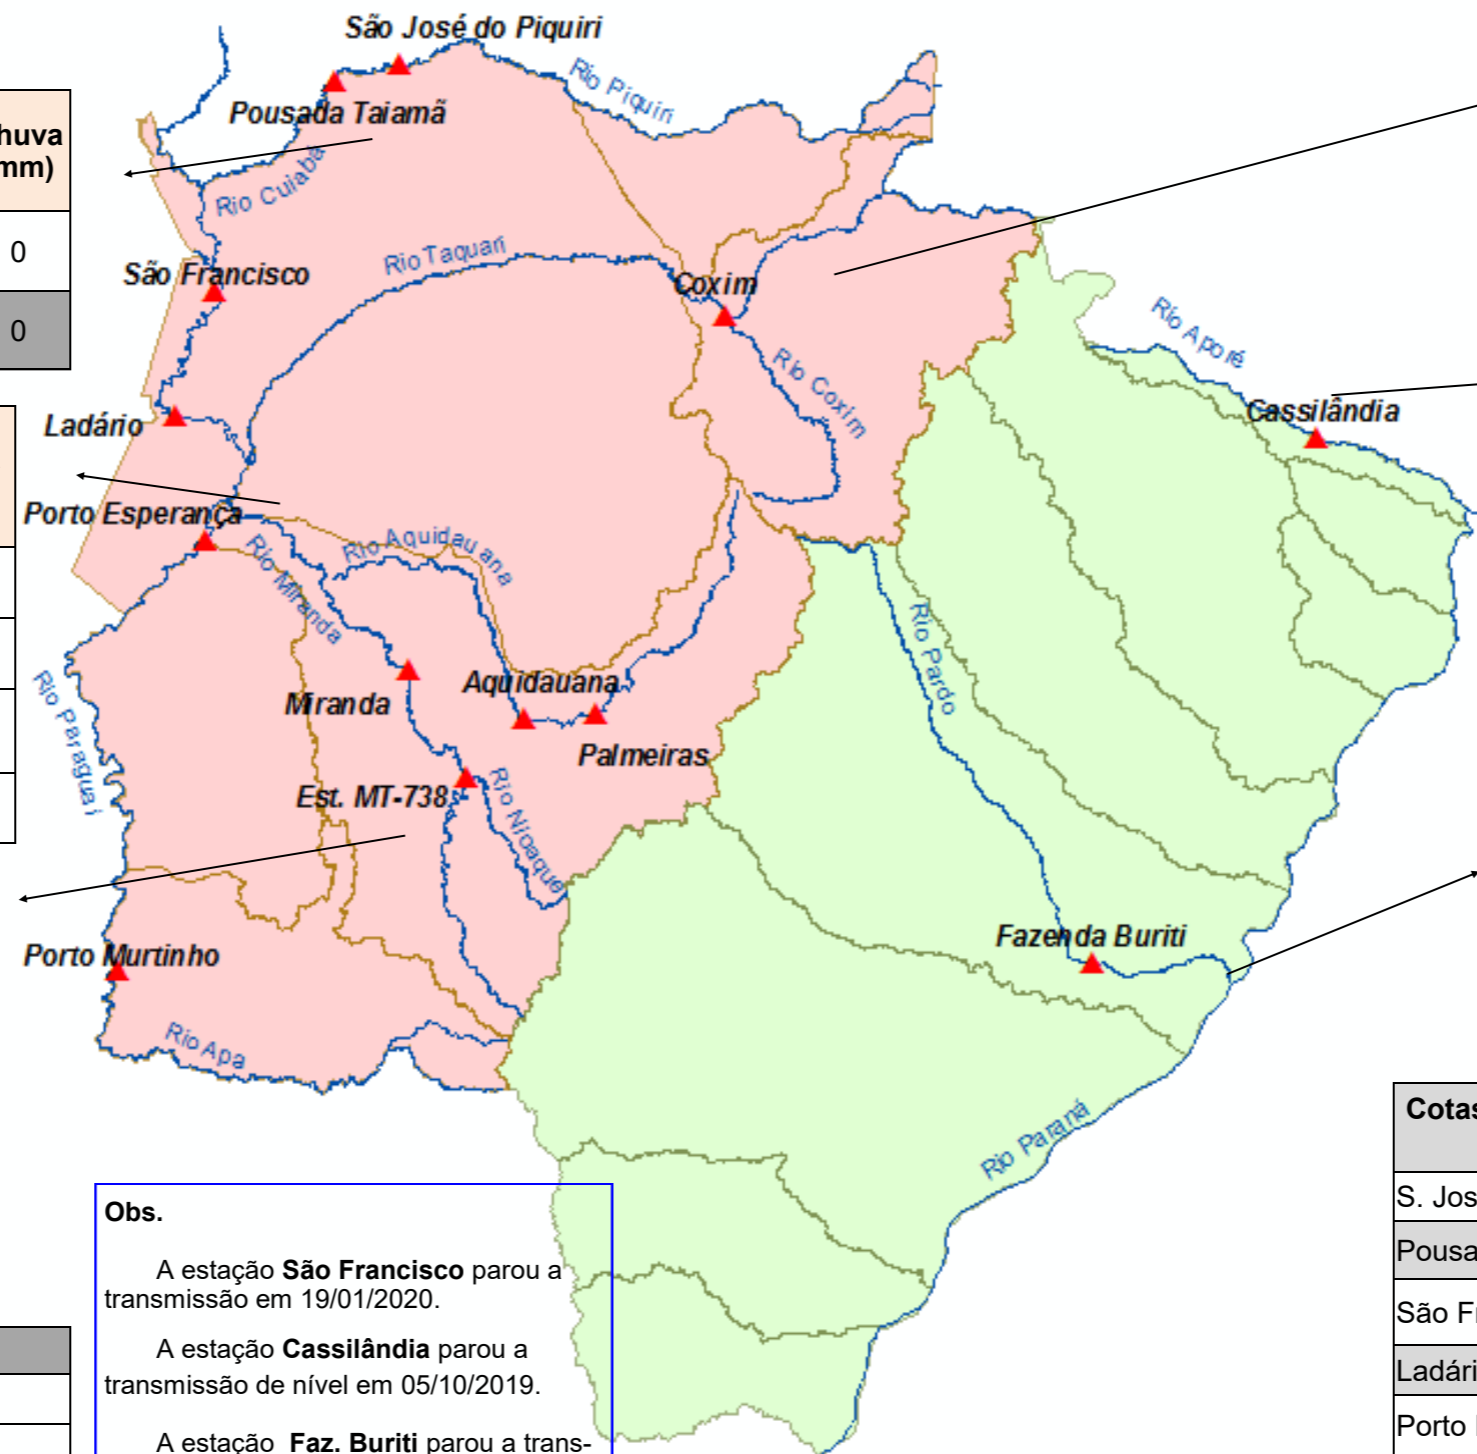 São José do Piquiri
Rio Piquiri
Pousada Taiamã
huva
mm)
Rio Cuiabá
0
Rio Taquari
São Francisco
Coxim
0
Rio Aporé
Rio Coxim
Cassilândia
Ladário
Porto Esperança
Rio Aquidauana
Rio Miranda
Rio Pardo
Rio Paraguai
Aquidauana
Miranda
Palmeiras
Est. MT-738
Rio Nioaque
Fazenda Buriti
Porto Murtinho
Rio Apa
Rio Paraná
Cotas
S. Jos
Pousa
São Fr
Ladári
Porto
Obs.
A estação São Francisco parou a
transmissão em 19/01/2020.
A estação Cassilândia parou a
transmissão de nível em 05/10/2019.
A estação Faz. Buriti parou a trans-